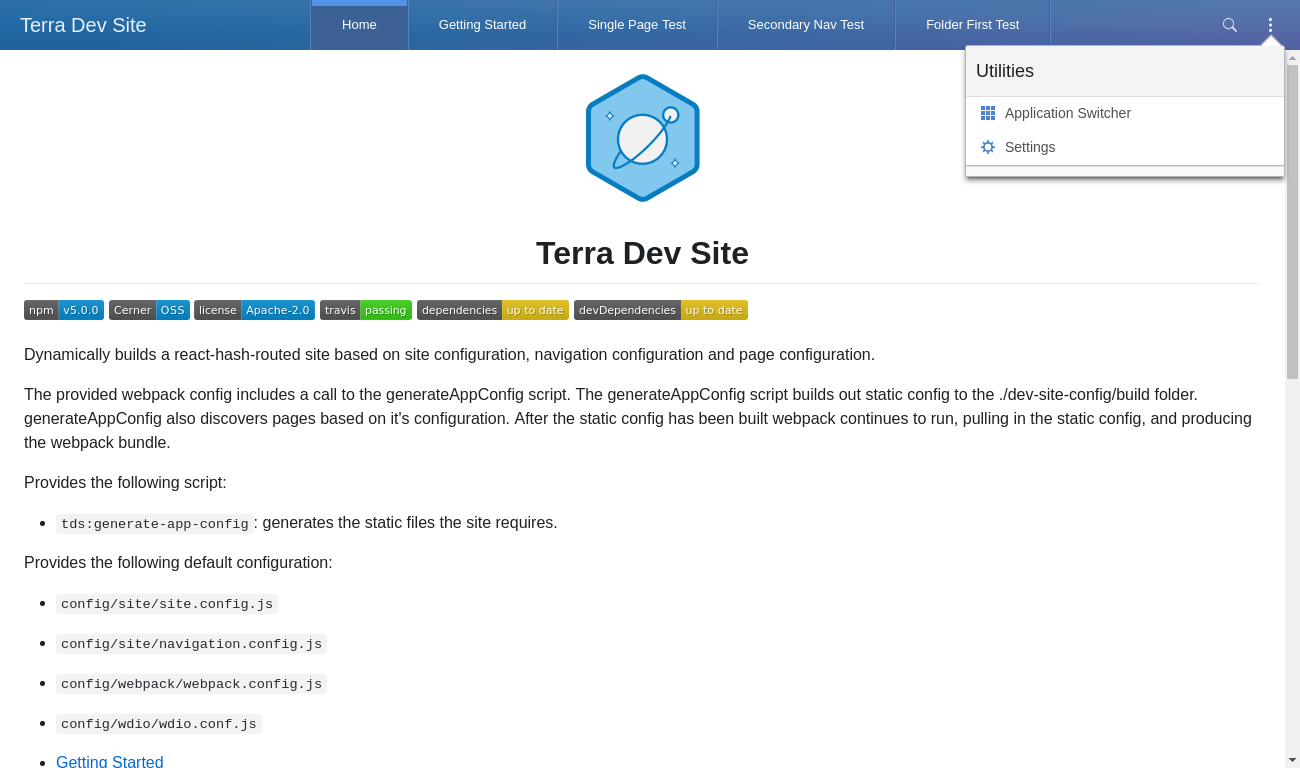 Terra Dev Site
Home
Getting Started
Single Page Test
Secondary Nav Test
Folder First Test
Utilities
Application Switcher
Settings
Terra Dev Site
npm v5.0.0 Cerner OSS license Apache-2.0 travis passing dependencies up to date devDependencies up to date
Dynamically builds a react-hash-routed site based on site configuration, navigation configuration and page configuration.
The provided webpack config includes a call to the generateAppConfig script. The generateAppConfig script builds out static config to the ./dev-site-config/build folder.
generateAppConfig also discovers pages based on it's configuration. After the static config has been built webpack continues to run, pulling in the static config, and producing
the webpack bundle.
Provides the following script:
tds:generate-app-config: generates the static files the site requires.
Provides the following default configuration:
config/site/site.config.js
config/site/navigation.config.js
config/webpack/webpack.config.js
config/wdio/wdio.conf.js
Getting Started